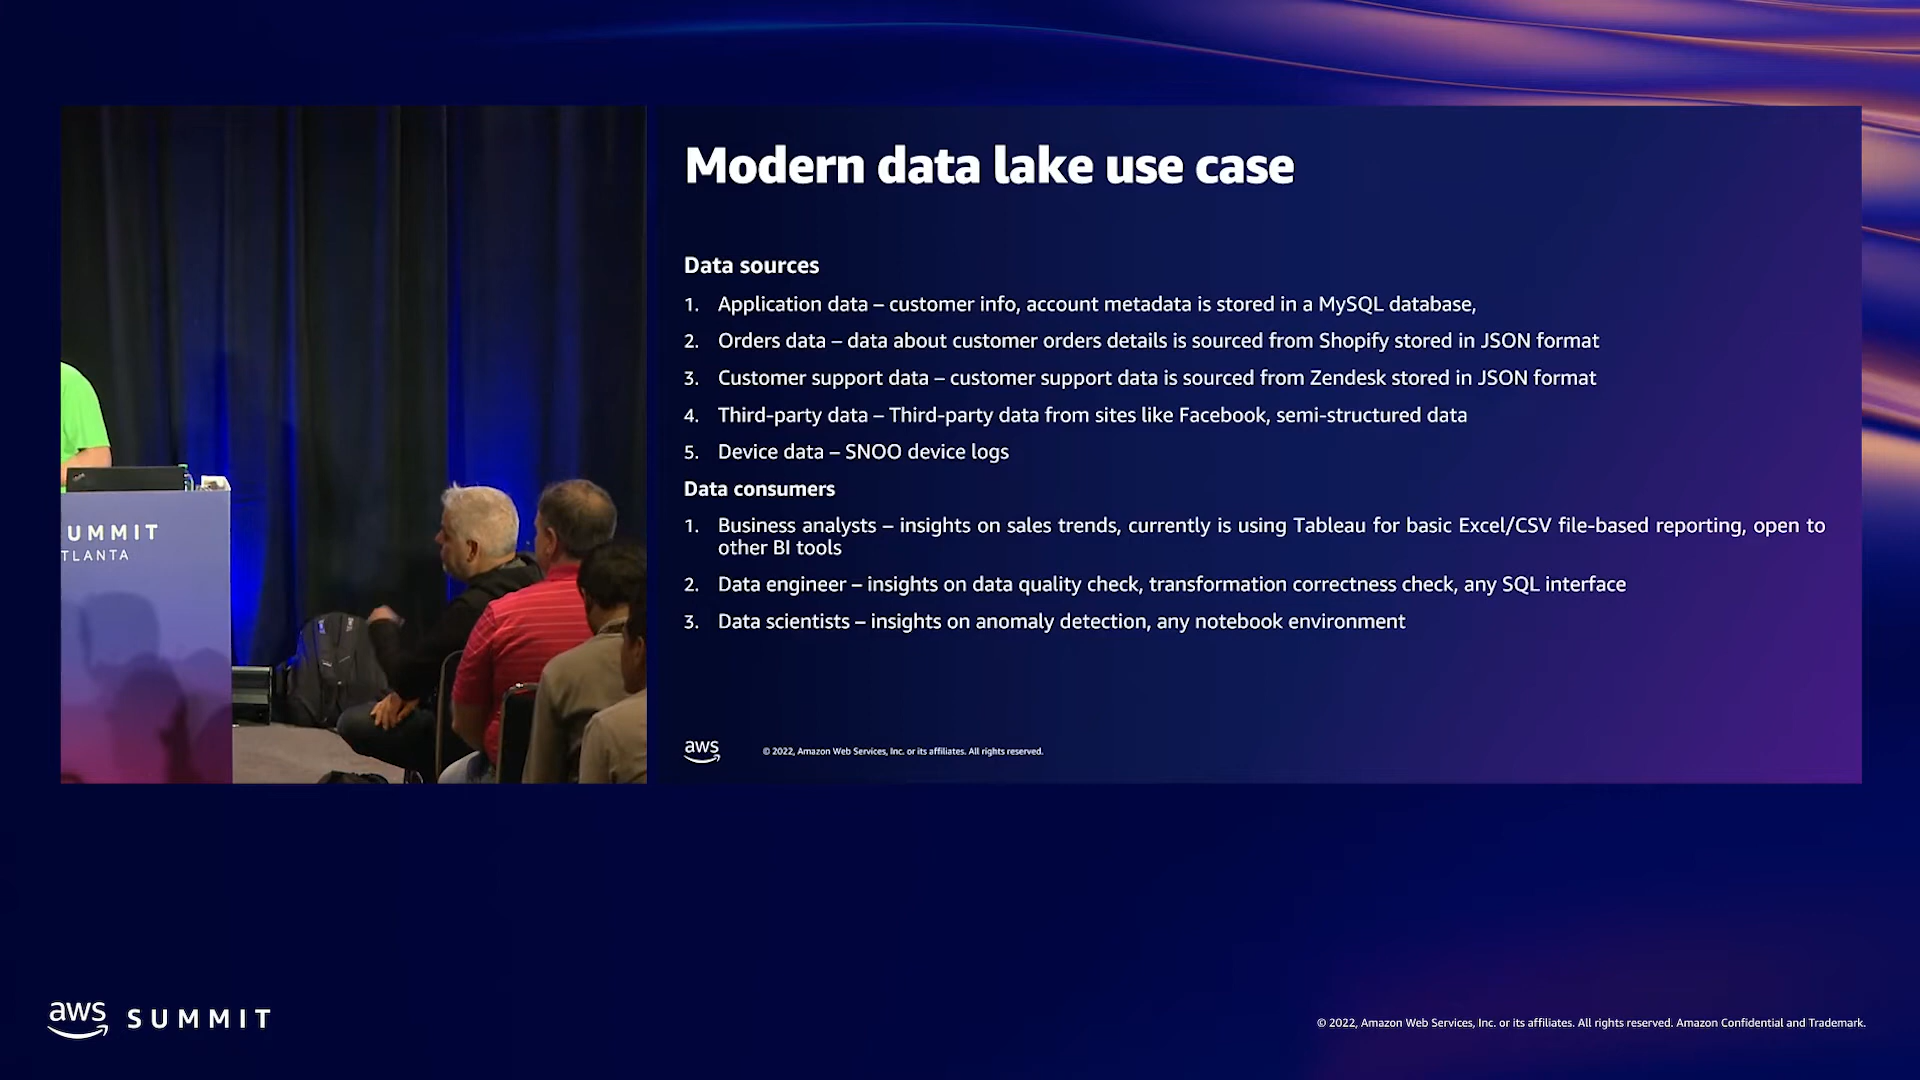 Modern data lake use case
Data sources
1. Application data – customer info, account metadata is stored in a MySQL database,
2. Orders data – data about customer orders details is sourced from Shopify stored in JSON format
3. Customer support data – customer support data is sourced from Zendesk stored in JSON format
4. Third-party data – Third-party data from sites like Facebook, semi-structured data
5. Device data – SNOO device logs
Data consumers
1. Business analysts – insights on sales trends, currently is using Tableau for basic Excel/CSV file-based reporting, open to
other BI tools
2. Data engineer – insights on data quality check, transformation correctness check, any SQL interface
3. Data scientists – insights on anomaly detection, any notebook environment
aws
© 2022, Amazon Web Services, Inc. or its affiliates. All rights reserved.
UMMIT
TLANTA
aws SUMMIT
© 2022, Amazon Web Services, Inc. or its affiliates. All rights reserved. Amazon Confidential and Trademark.